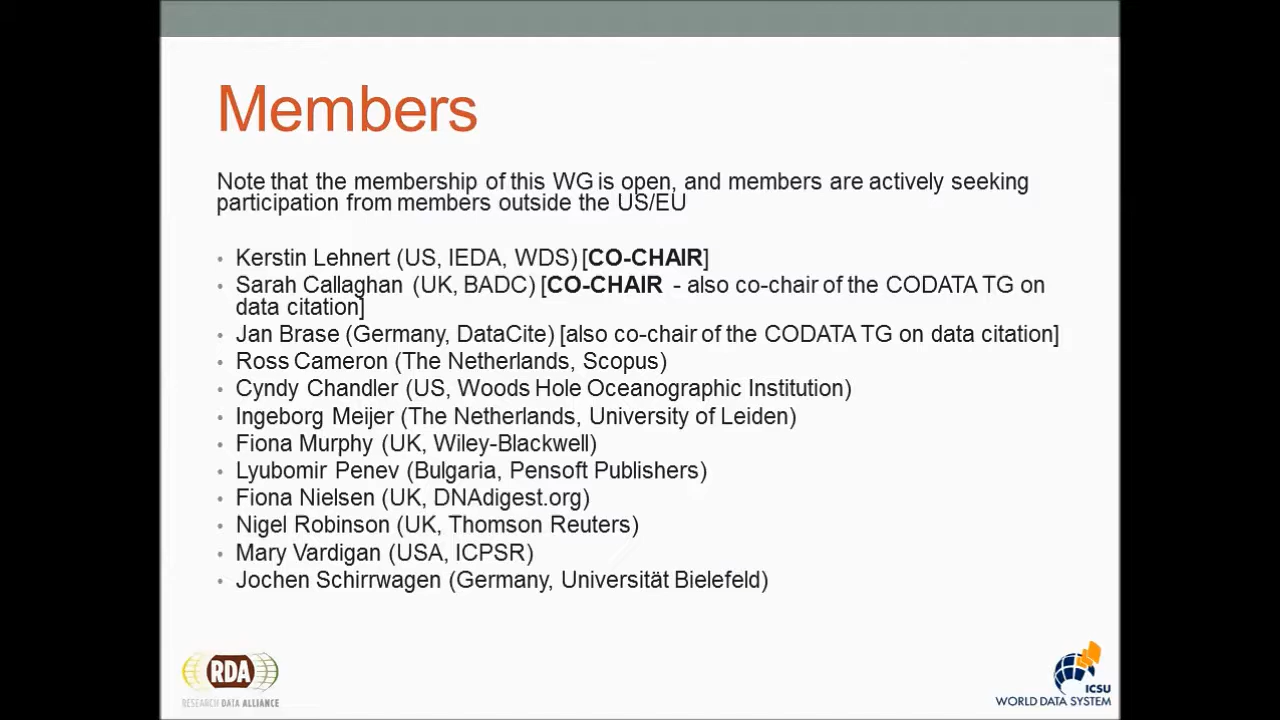 Members
Note that the membership of this WG is open, and members are actively seeking
participation from members outside the US/EU
• Kerstin Lehnert (US, IEDA, WDS) [CO-CHAIR]
• Sarah Callaghan (UK, BADC) [CO-CHAIR - also co-chair of the CODATA TG on
data citation]
• Jan Brase (Germany, DataCite) [also co-chair of the CODATA TG on data citation]
• Ross Cameron (The Netherlands, Scopus)
• Cyndy Chandler (US, Woods Hole Oceanographic Institution)
• Ingeborg Meijer (The Netherlands, University of Leiden)
• Fiona Murphy (UK, Wiley-Blackwell)
• Lyubomir Penev (Bulgaria, Pensoft Publishers)
• Fiona Nielsen (UK, DNAdigest.org)
• Nigel Robinson (UK, Thomson Reuters)
• Mary Vardigan (USA, ICPSR)
• Jochen Schirrwagen (Germany, Universität Bielefeld)
RDA
RESEARCH DATA ALLIANCE
ICSU
WORLD DATA SYSTEM